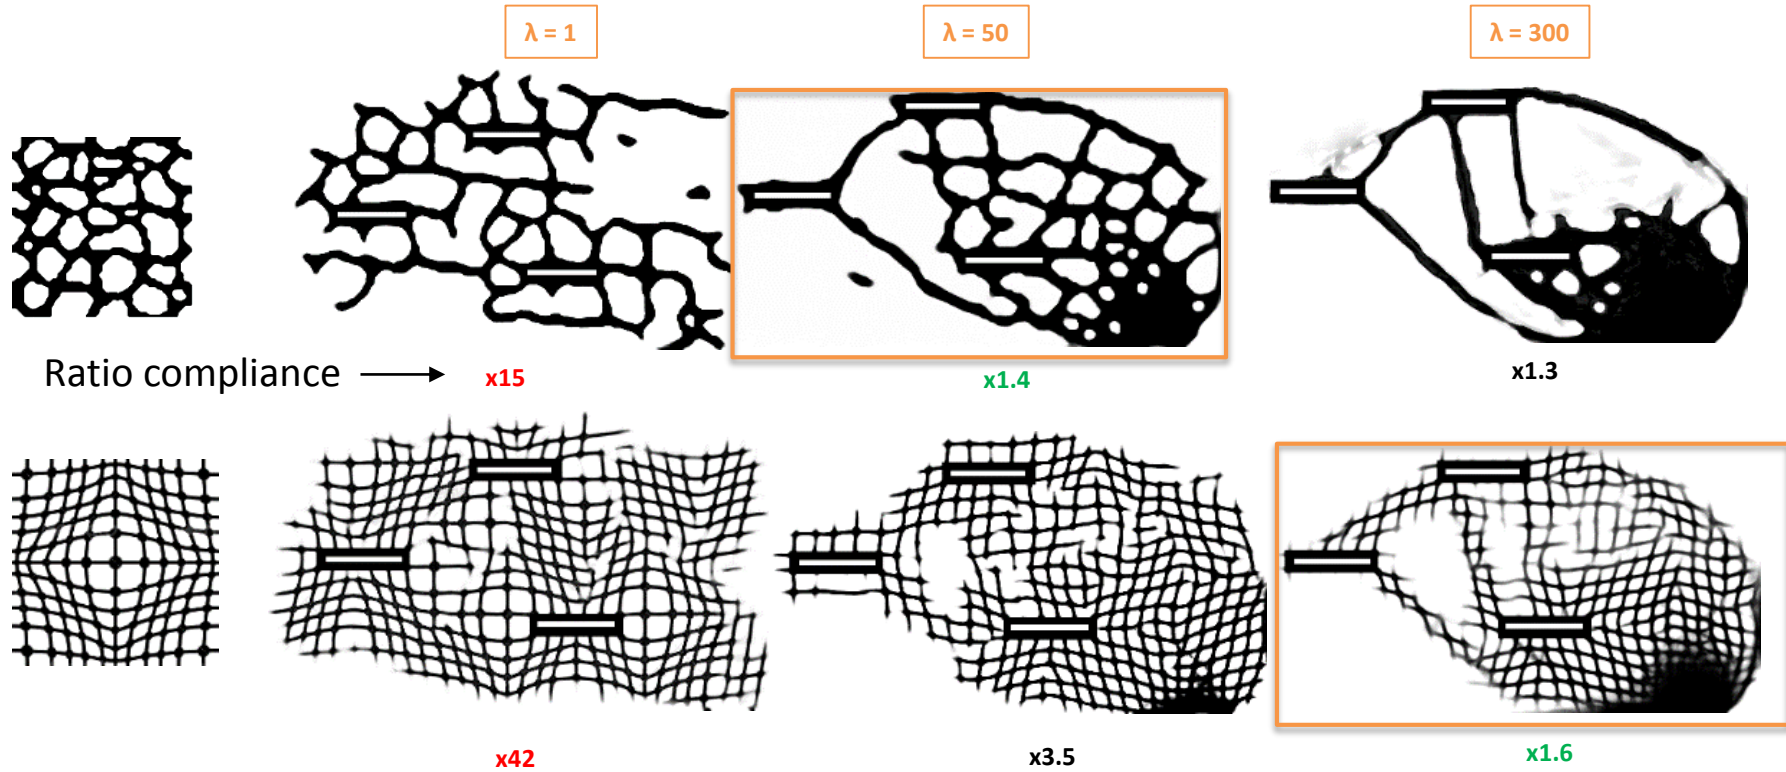 λ = 1
λ = 50
λ = 300
Ratio compliance
x15
x1.4
x1.3
x42
x3.5
x1.6